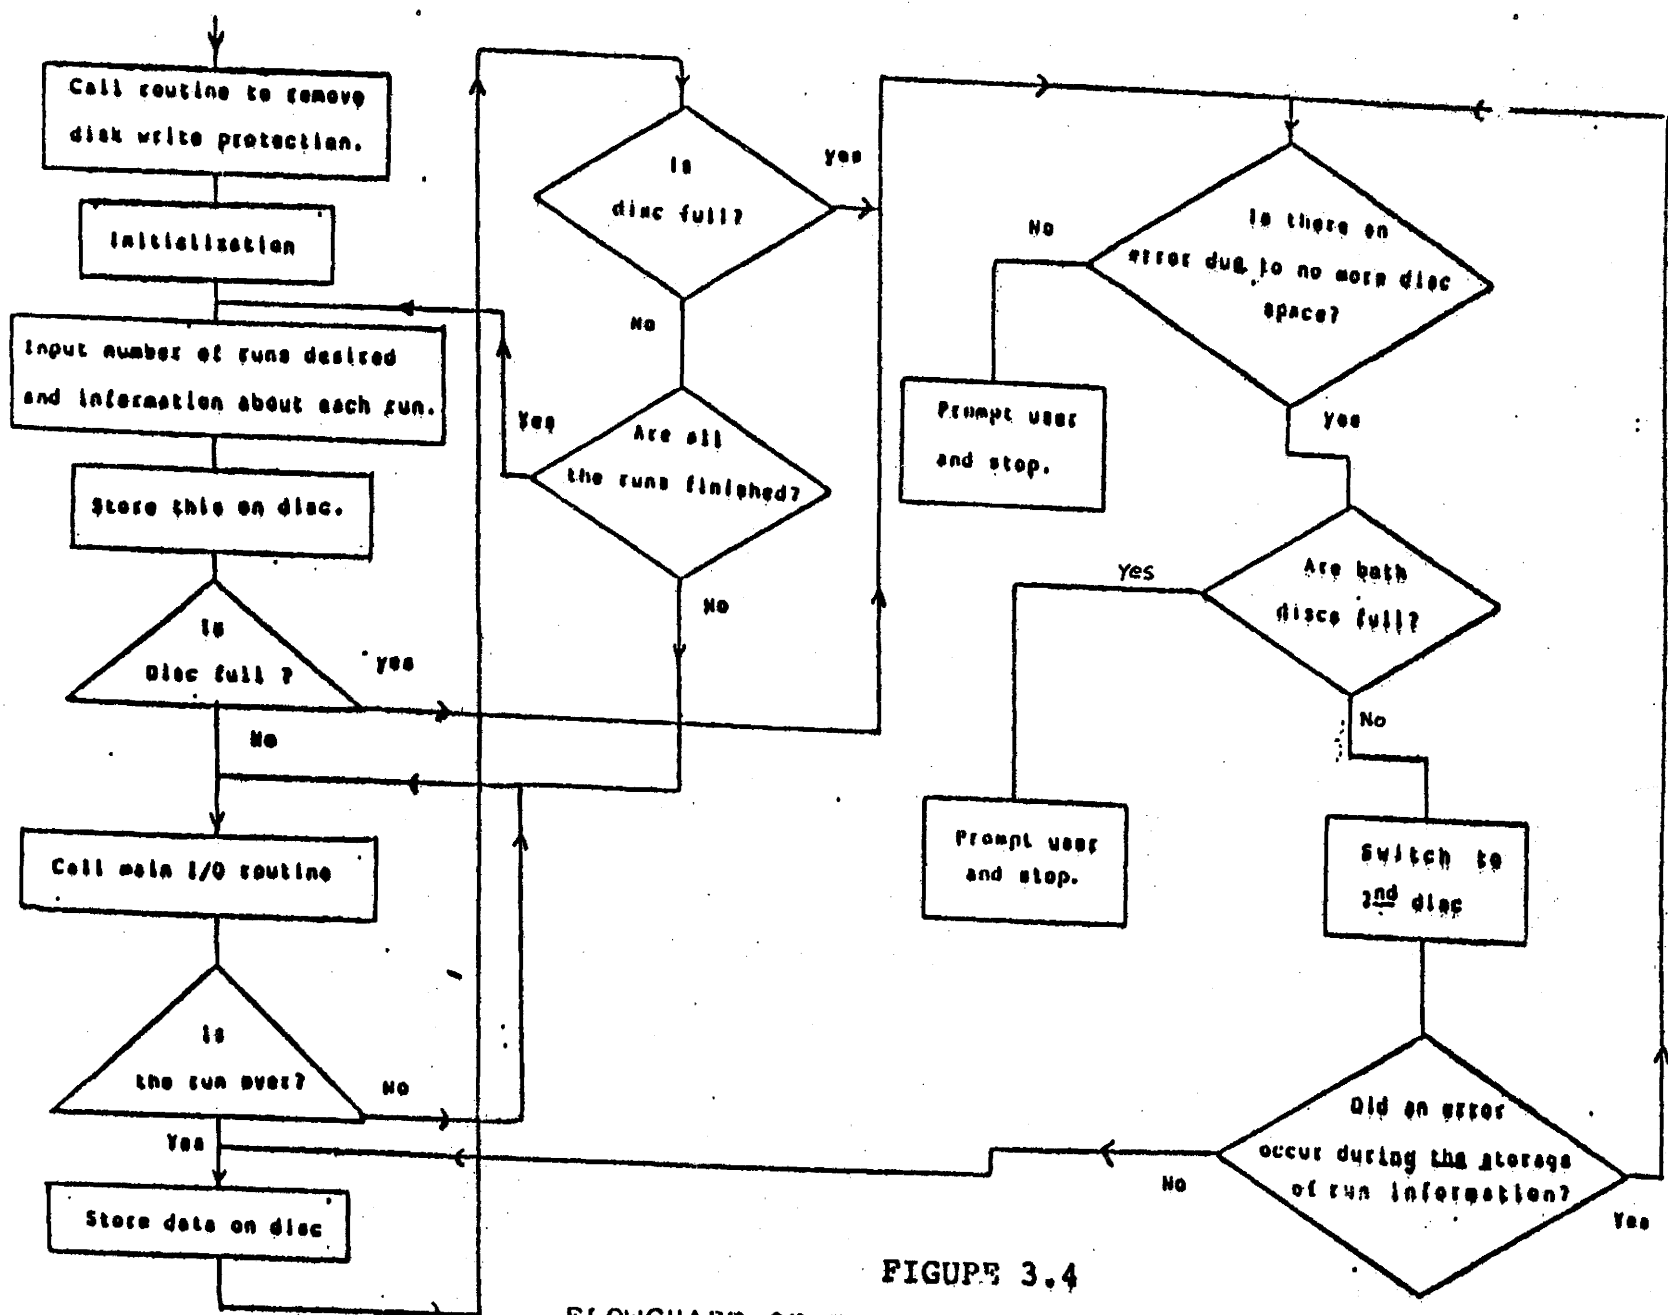 Call routine to remove
disk write protection.
Initialization
Input number of runs desired
and information about each run.
Store this on disc.
Is
Disc full ?
yes
No
Call main I/O routine
Is
the run over?
No
Yes
Store data on disc
Is
disc full?
yes
No
Are all
the runs finished?
Yes
No
Is there an
error due to no more disc
space?
No
yes
Prompt user
and stop.
Are both
discs full?
Yes
No
Prompt user
and stop.
Switch to
2nd disc
Did an error
occur during the storage
of run information?
No
Yes
FIGURE 3.4
FLOWCHART